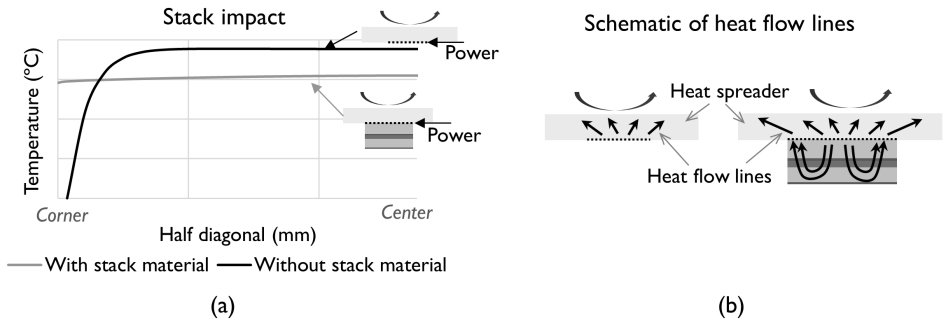 Stack impact
Temperature (°C)
Power
Power
Corner
Center
Half diagonal (mm)
With stack material
Without stack material
(a)
Schematic of heat flow lines
Heat spreader
Heat flow lines
(b)